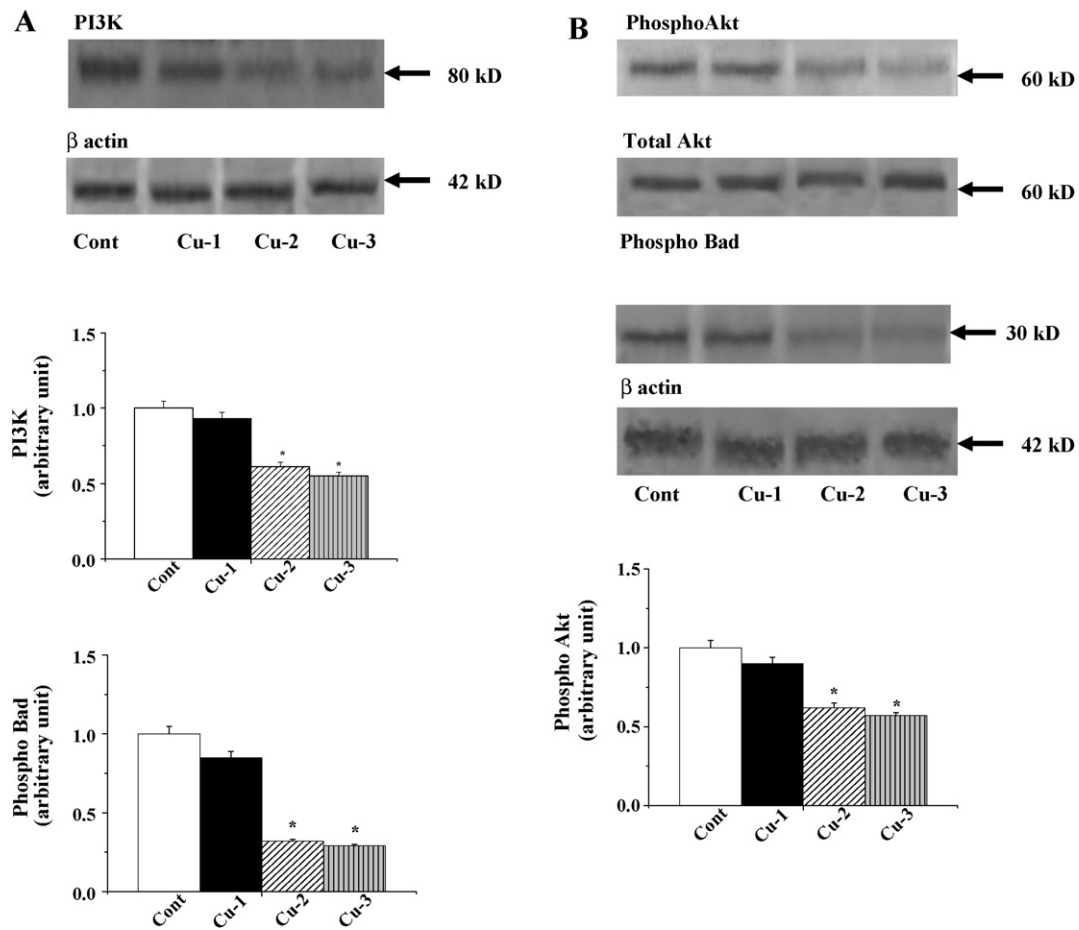 A
PI3K
80 kD
β actin
42 kD
Cont Cu-1 Cu-2 Cu-3
PI3K
(arbitrary unit)
1.5
1.0
0.5
0.0
* *
Cont Cu-1 Cu-2 Cu-3
Phospho Bad
(arbitrary unit)
1.5
1.0
0.5
0.0
* *
Cont Cu-1 Cu-2 Cu-3
B
PhosphoAkt
60 kD
Total Akt
60 kD
Phospho Bad
30 kD
β actin
42 kD
Cont Cu-1 Cu-2 Cu-3
Phospho Akt
(arbitrary unit)
1.5
1.0
0.5
0.0
* *
Cont Cu-1 Cu-2 Cu-3